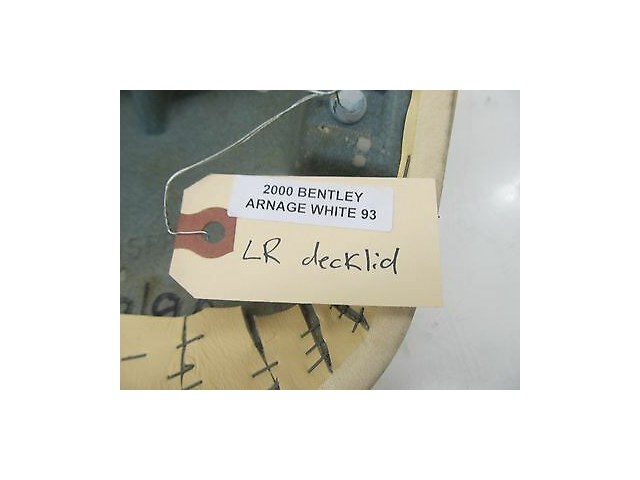 2000 BENTLEY
ARNAGE WHITE 93
LR decklid